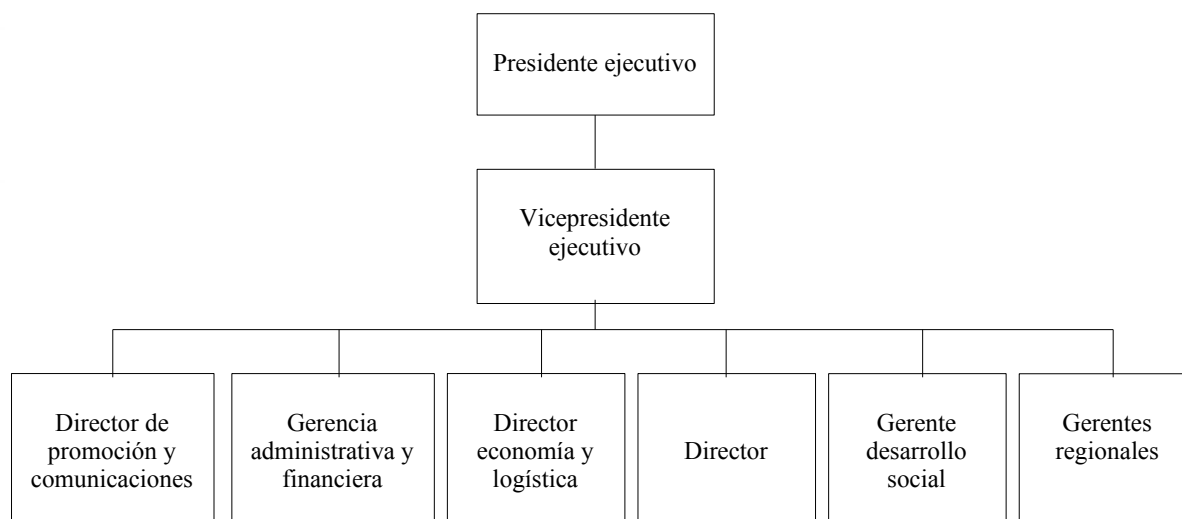 Presidente ejecutivo
Vicepresidente
ejecutivo
Director de
promoción y
comunicaciones
Gerencia
administrativa y
financiera
Director
economía y
logística
Director
Gerente
desarrollo
social
Gerentes
regionales